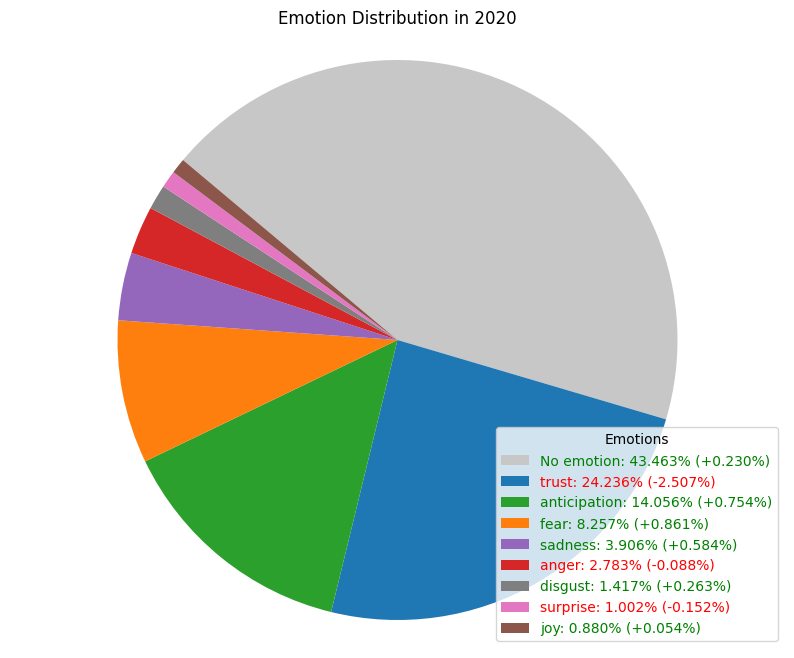 Emotion Distribution in 2020
Emotions
No emotion: 43.463% (+0.230%)
trust: 24.236% (-2.507%)
anticipation: 14.056% (+0.754%)
fear: 8.257% (+0.861%)
sadness: 3.906% (+0.584%)
anger: 2.783% (-0.088%)
disgust: 1.417% (+0.263%)
surprise: 1.002% (-0.152%)
joy: 0.880% (+0.054%)